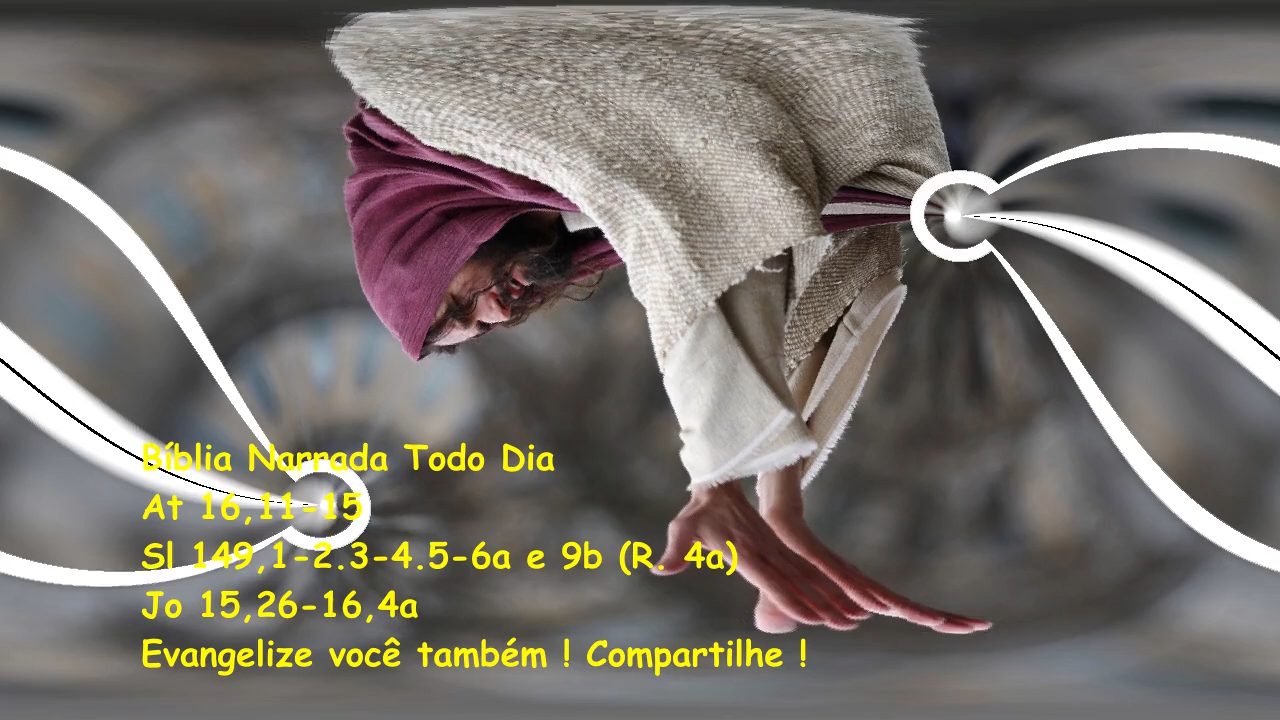 Bíblia Narrada Todo Dia
At 16,11-15
Sl 149,1-2.3-4.5-6a e 9b (R. 4a)
Jo 15,26-16,4a
Evangelize você também ! Compartilhe !